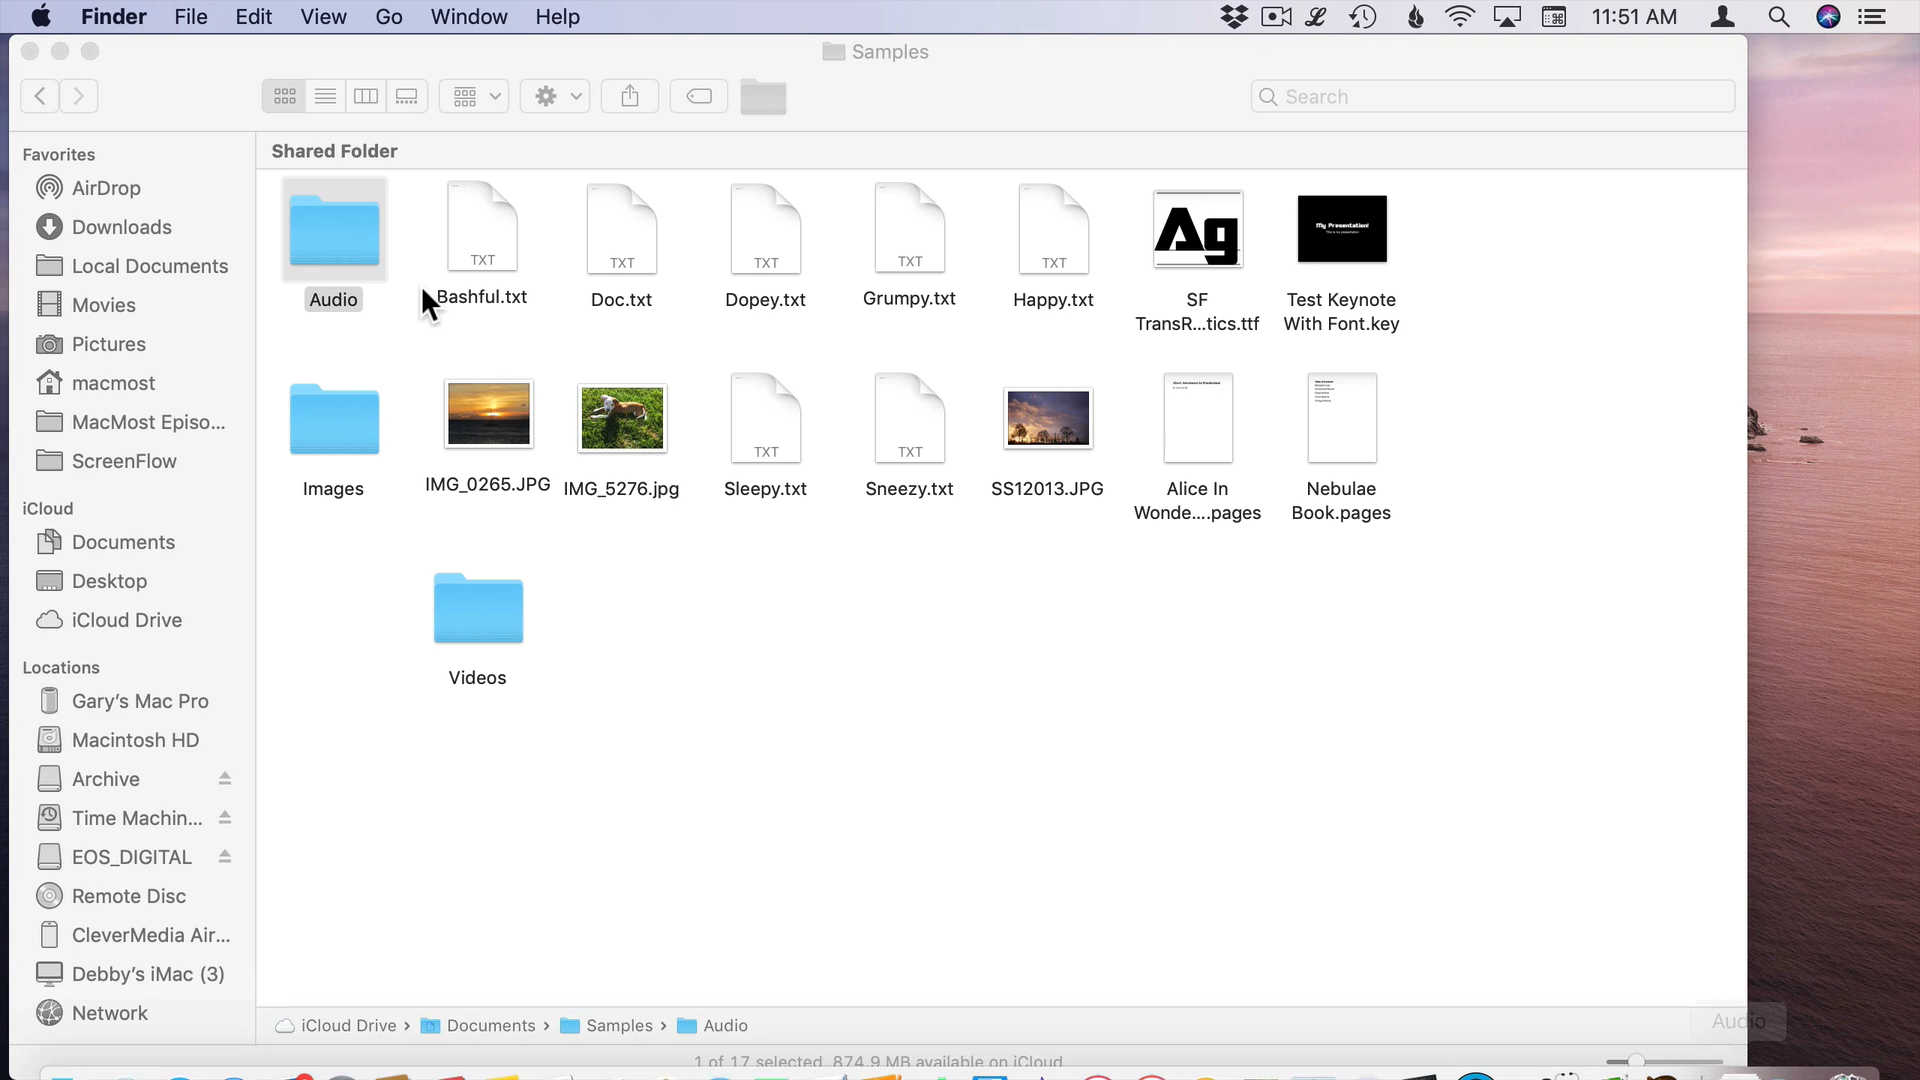 Finder File Edit View Go Window Help 11:51 AM
Samples
Search
Favorites
AirDrop
Downloads
Local Documents
Movies
Pictures
macmost
MacMost Episo...
ScreenFlow
iCloud
Documents
Desktop
iCloud Drive
Locations
Gary's Mac Pro
Macintosh HD
Archive
Time Machin...
EOS_DIGITAL
Remote Disc
CleverMedia Air...
Debby's iMac (3)
Network
Shared Folder
TXT TXT TXT TXT TXT Ag My Presentation!
Audio Bashful.txt Doc.txt Dopey.txt Grumpy.txt Happy.txt SF Test Keynote
TransR...tics.ttf With Font.key
TXT TXT
Images IMG_0265.JPG IMG_5276.jpg Sleepy.txt Sneezy.txt SS12013.JPG Alice In Nebulae
Wonde....pages Book.pages
Videos
iCloud Drive › Documents › Samples › Audio
Audio
1 of 17 selected, 874.9 MB available on iCloud